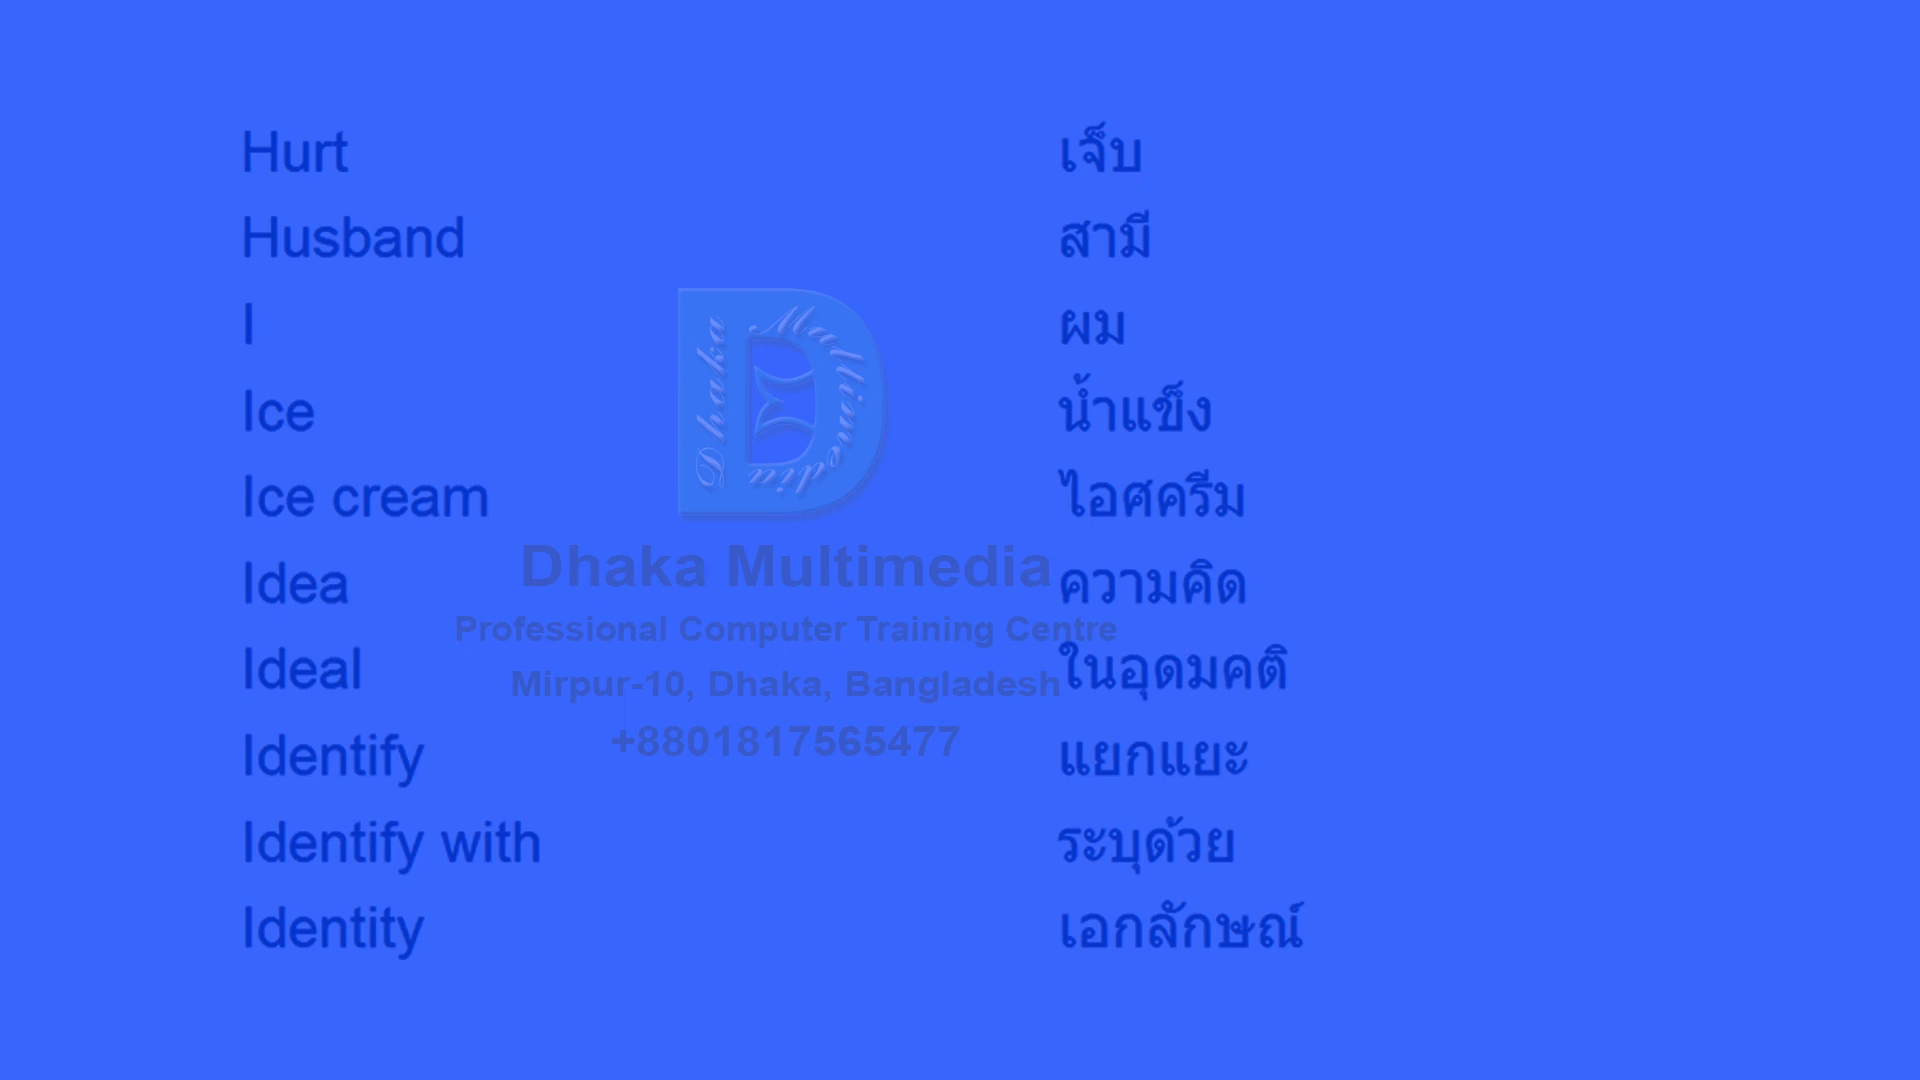 Hurt เจ็บ
Husband สามี
I ผม
Ice น้ำแข็ง
Ice cream ไอศครีม
Idea ความคิด
Ideal ในอุดมคติ
Identify แยกแยะ
Identify with ระบุด้วย
Identity เอกลักษณ์
Dhaka Multimedia
Dhaka Multimedia
Professional Computer Training Centre
Mirpur-10, Dhaka, Bangladesh
+8801817565477